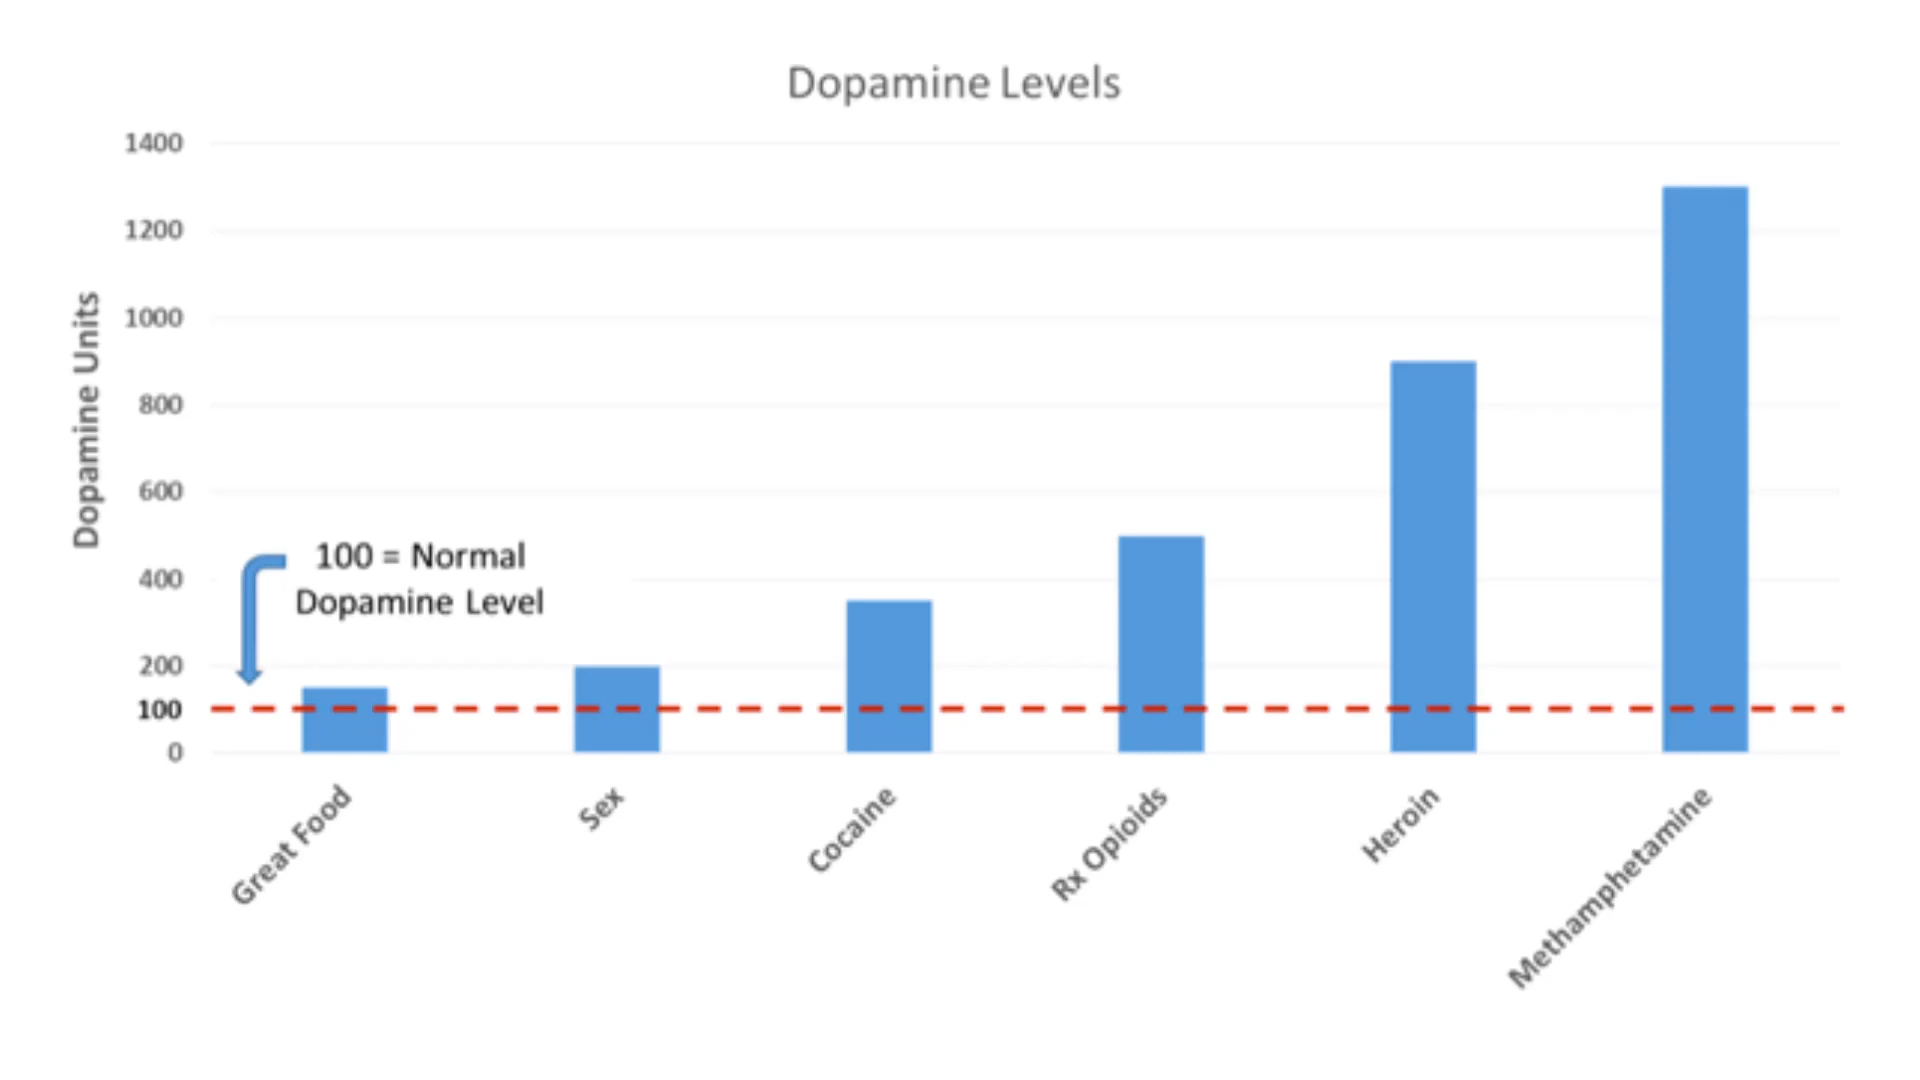 Dopamine Levels
1400
1200
1000
800
600
400
200
100
0
Dopamine Units
100 = Normal
Dopamine Level
Great Food
Sex
Cocaine
Rx Opioids
Heroin
Methamphetamine